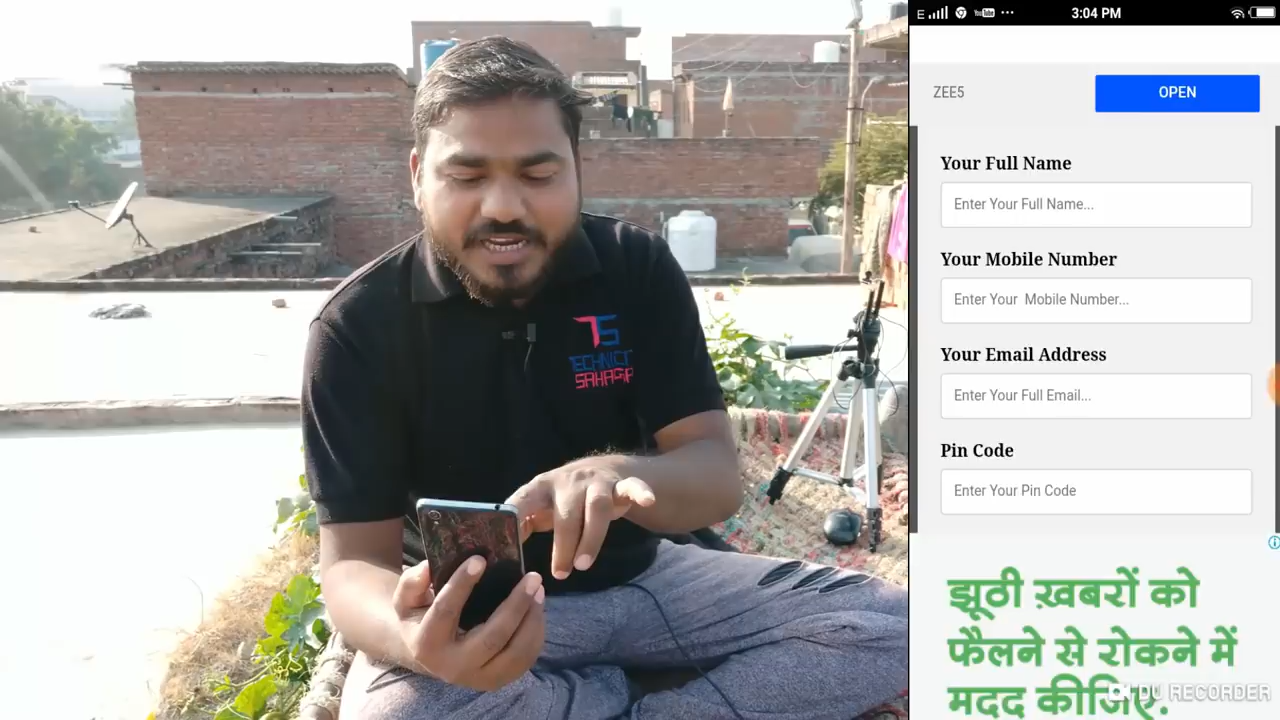 TS
TECHNICAL
SAHAGIR
E
3:04 PM
ZEE5
OPEN
Your Full Name
Enter Your Full Name...
Your Mobile Number
Enter Your  Mobile Number...
Your Email Address
Enter Your Full Email...
Pin Code
Enter Your Pin Code
झूठी ख़बरों को
फैलने से रोकने में
मदद कीजिए.
DU RECORDER